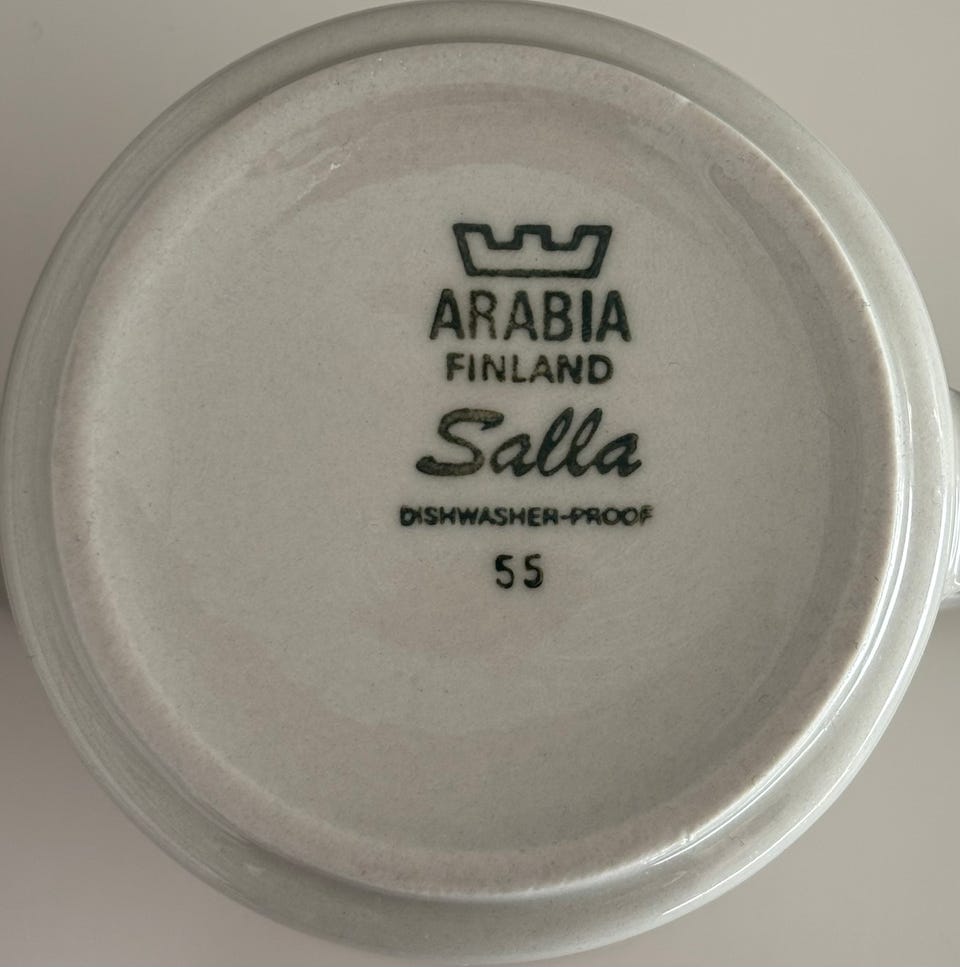 ARABIA
FINLAND
Salla
DISHWASHER-PROOF
55